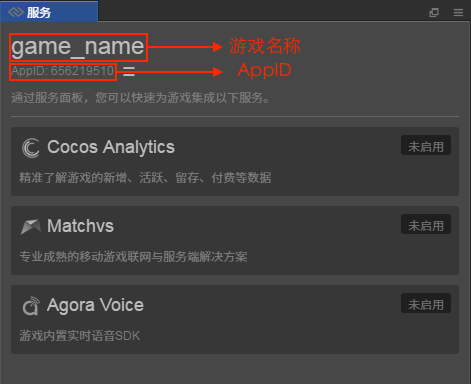 服务
game_name 游戏名称
AppID: 656219510 AppID
通过服务面板，您可以快速为游戏集成以下服务。
Cocos Analytics 未启用
精准了解游戏的新增、活跃、留存、付费等数据
Matchvs 未启用
专业成熟的移动游戏联网与服务端解决方案
Agora Voice 未启用
游戏内置实时语音SDK